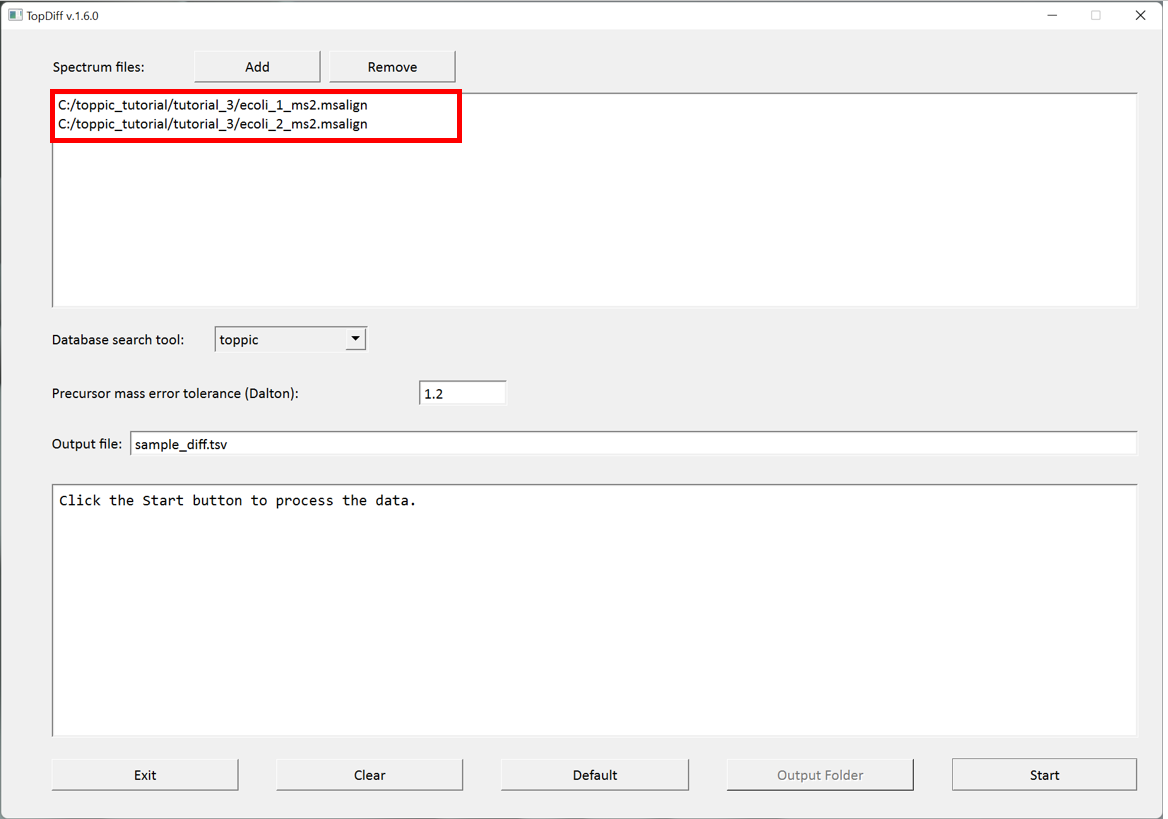 TopDiff v.1.6.0
Spectrum files: Add Remove
C:/toppic_tutorial/tutorial_3/ecoli_1_ms2.msalign
C:/toppic_tutorial/tutorial_3/ecoli_2_ms2.msalign
Database search tool: toppic
Precursor mass error tolerance (Dalton): 1.2
Output file: sample_diff.tsv
Click the Start button to process the data.
Exit Clear Default Output Folder Start